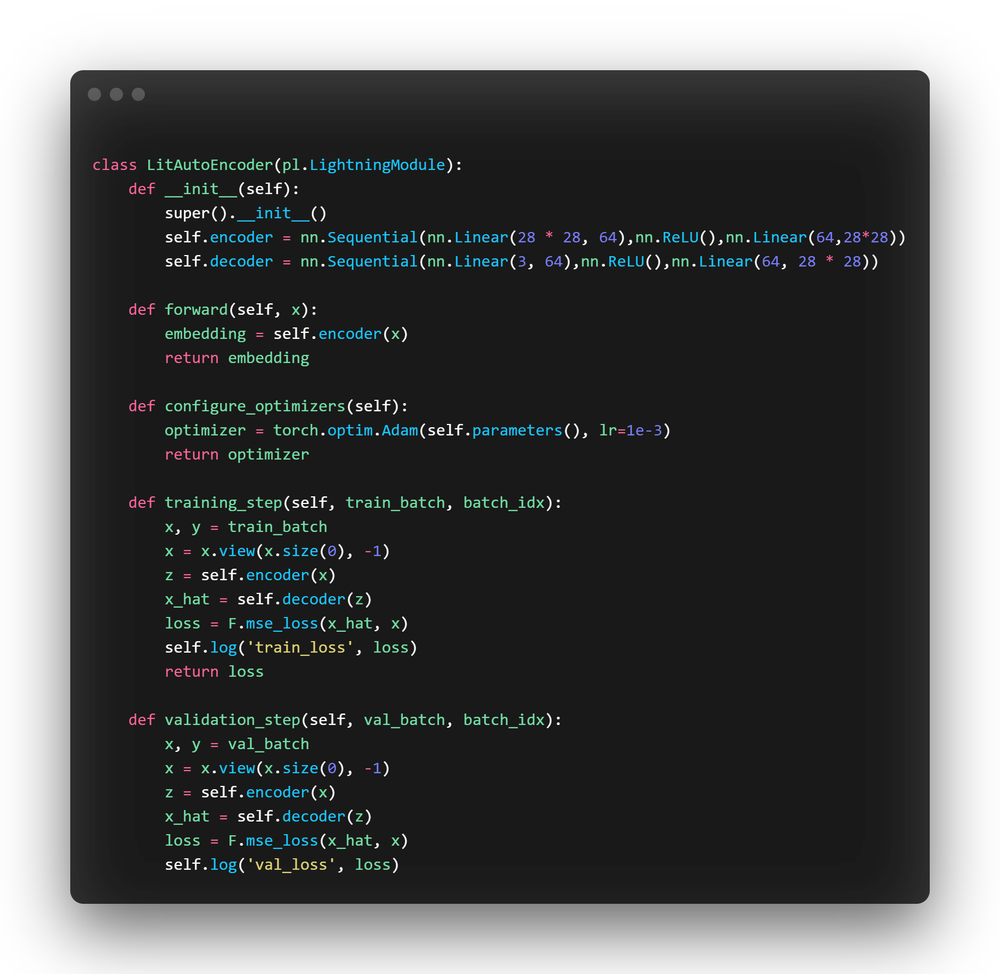 class LitAutoEncoder(pl.LightningModule):
    def __init__(self):
        super().__init__()
        self.encoder = nn.Sequential(nn.Linear(28 * 28, 64),nn.ReLU(),nn.Linear(64,28*28))
        self.decoder = nn.Sequential(nn.Linear(3, 64),nn.ReLU(),nn.Linear(64, 28 * 28))

    def forward(self, x):
        embedding = self.encoder(x)
        return embedding

    def configure_optimizers(self):
        optimizer = torch.optim.Adam(self.parameters(), lr=1e-3)
        return optimizer

    def training_step(self, train_batch, batch_idx):
        x, y = train_batch
        x = x.view(x.size(0), -1)
        z = self.encoder(x)
        x_hat = self.decoder(z)
        loss = F.mse_loss(x_hat, x)
        self.log('train_loss', loss)
        return loss

    def validation_step(self, val_batch, batch_idx):
        x, y = val_batch
        x = x.view(x.size(0), -1)
        z = self.encoder(x)
        x_hat = self.decoder(z)
        loss = F.mse_loss(x_hat, x)
        self.log('val_loss', loss)